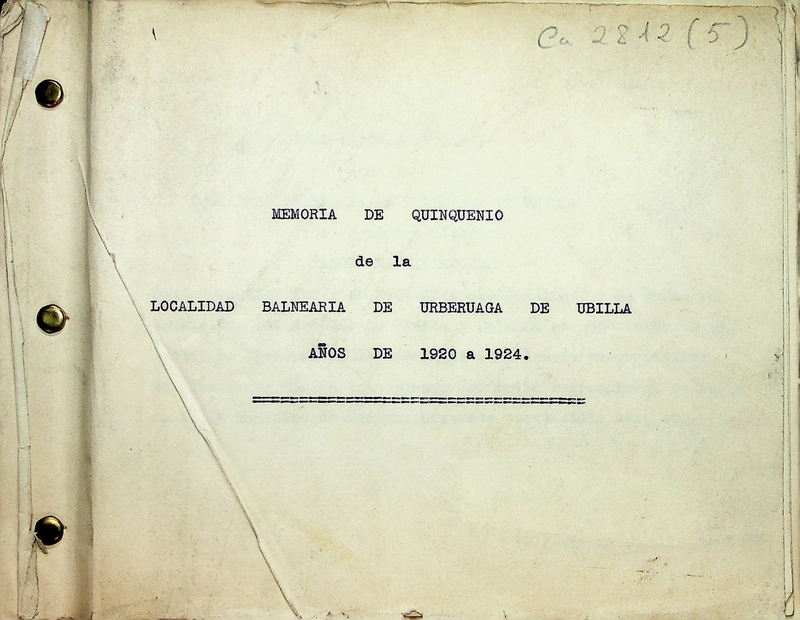 Ca 2812 (5)
MEMORIA DE QUINQUENIO
de la
LOCALIDAD BALNEARIA DE URBERUAGA DE UBILLA
AÑOS DE 1920 a 1924.